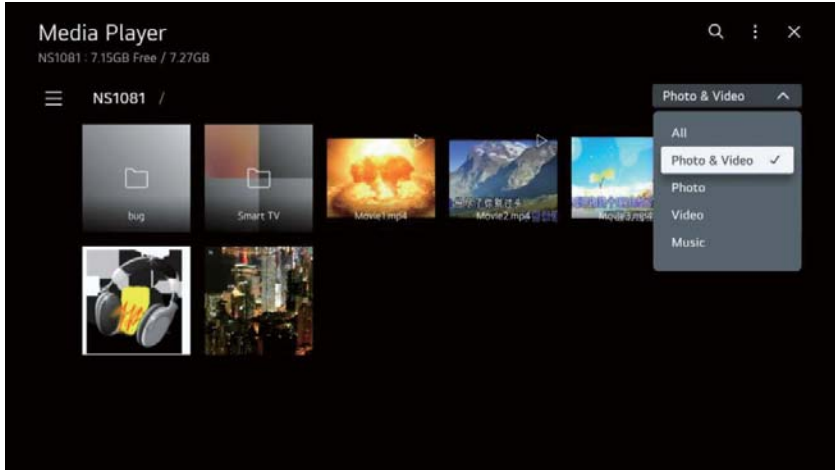 Media Player
NS1081 : 7.15GB Free / 7.27GB
NS1081 /
Photo & Video
All
Photo & Video
Photo
Video
Music
bug
Smart TV
Movie1.mp4
Movie2.mp4
Movie3.mp4